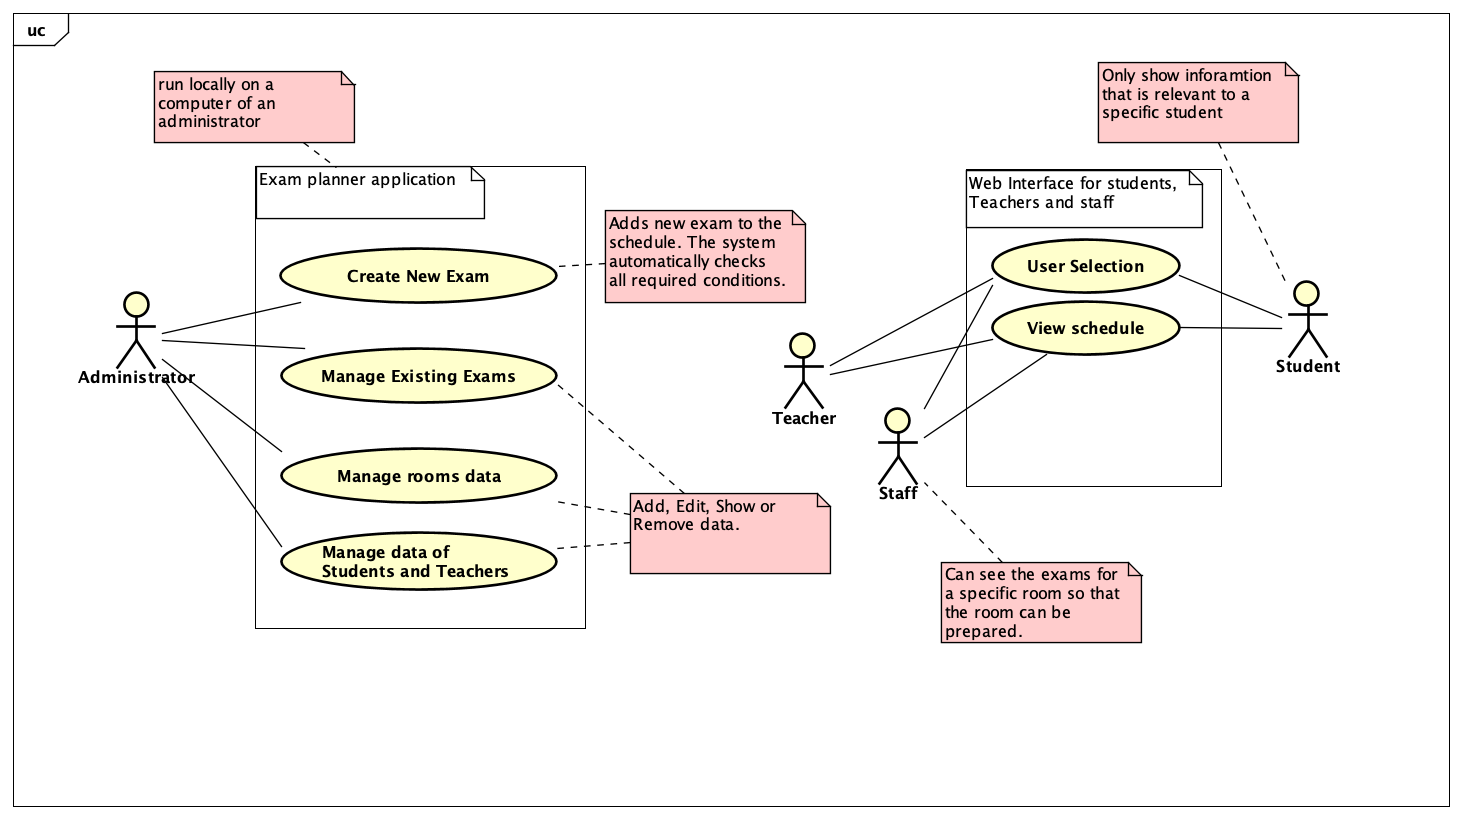 uc
run locally on a
computer of an
administrator
Only show inforamtion
that is relevant to a
specific student
Exam planner application
Web Interface for students,
Teachers and staff
Adds new exam to the
schedule. The system
automatically checks
all required conditions.
Create New Exam
User Selection
View schedule
Manage Existing Exams
Administrator
Student
Teacher
Manage rooms data
Staff
Add, Edit, Show or
Remove data.
Manage data of
Students and Teachers
Can see the exams for
a specific room so that
the room can be
prepared.